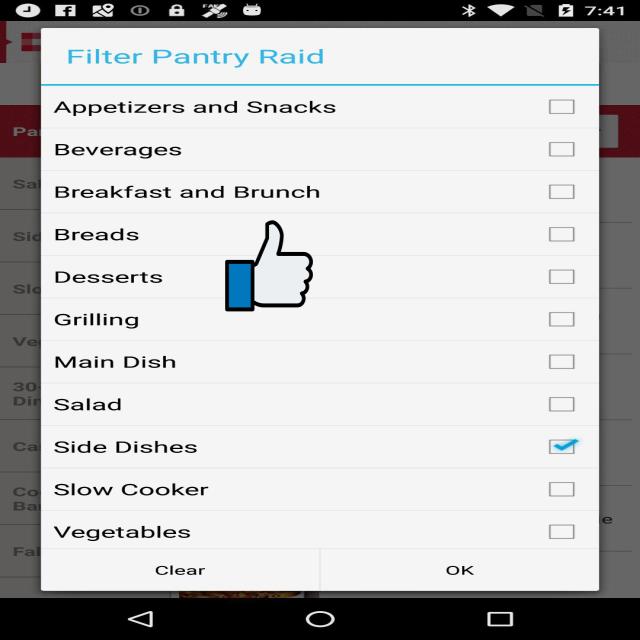 7:41
Filter Pantry Raid
Appetizers and Snacks
Beverages
Breakfast and Brunch
Breads
Desserts
Grilling
Main Dish
Salad
Side Dishes
Slow Cooker
Vegetables
Clear
OK